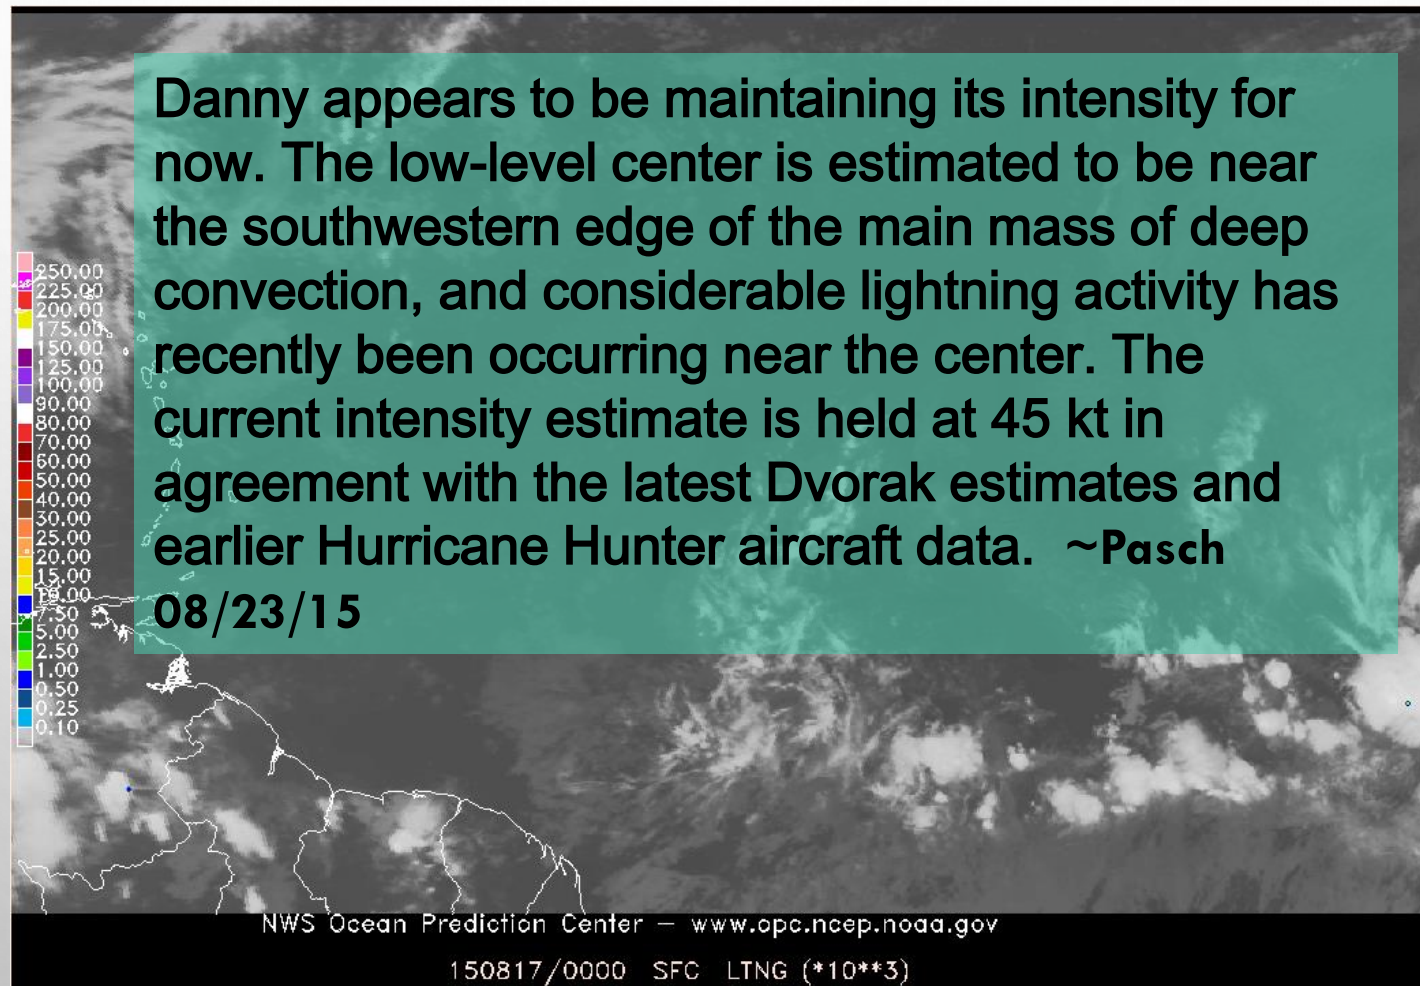 Danny appears to be maintaining its intensity for
now. The low-level center is estimated to be near
the southwestern edge of the main mass of deep
convection, and considerable lightning activity has
recently been occurring near the center. The
current intensity estimate is held at 45 kt in
agreement with the latest Dvorak estimates and
earlier Hurricane Hunter aircraft data. ~Pasch
08/23/15
250.00
225.00
200.00
175.00
150.00
125.00
100.00
90.00
80.00
70.00
60.00
50.00
40.00
30.00
25.00
20.00
15.00
10.00
7.50
5.00
2.50
1.00
0.50
0.25
0.10
NWS Ocean Prediction Center – www.opc.ncep.noaa.gov
150817/0000 SFC LTNG (*10**3)